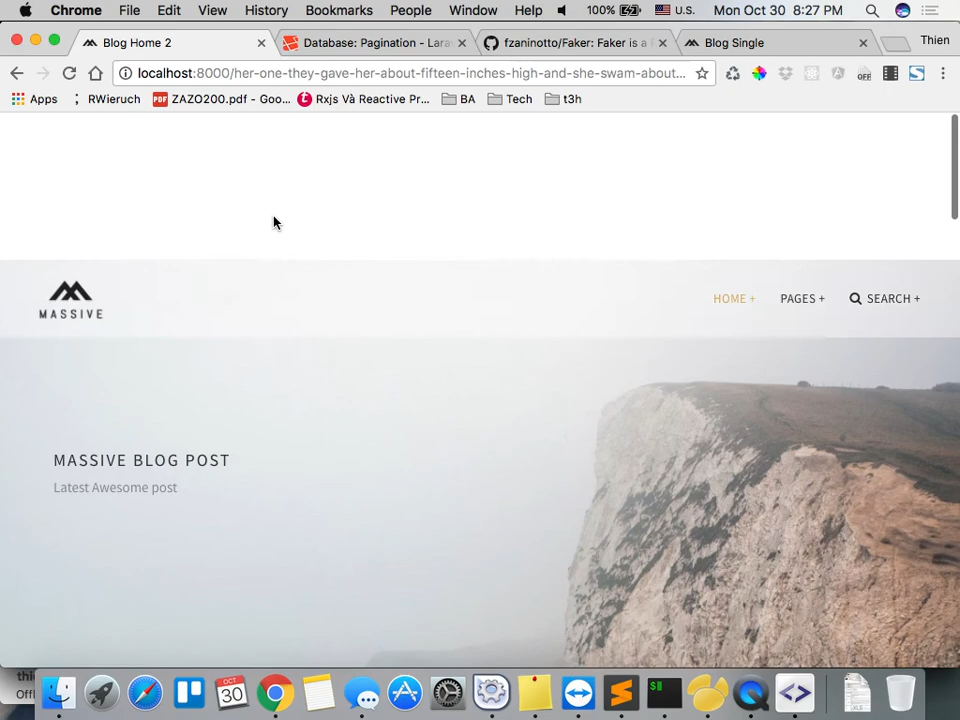 Chrome File Edit View History Bookmarks People Window Help 100% U.S. Mon Oct 30 8:27 PM
Blog Home 2 Database: Pagination - Lara fzaninotto/Faker: Faker is a Blog Single Thien
localhost:8000/her-one-they-gave-her-about-fifteen-inches-high-and-she-swam-about... OFF
Apps RWieruch PDF ZAZO200.pdf - Goo... t Rxjs Và Reactive Pr... BA Tech t3h
MASSIVE HOME + PAGES + SEARCH +
MASSIVE BLOG POST
Latest Awesome post
OCT
30
$
XLS